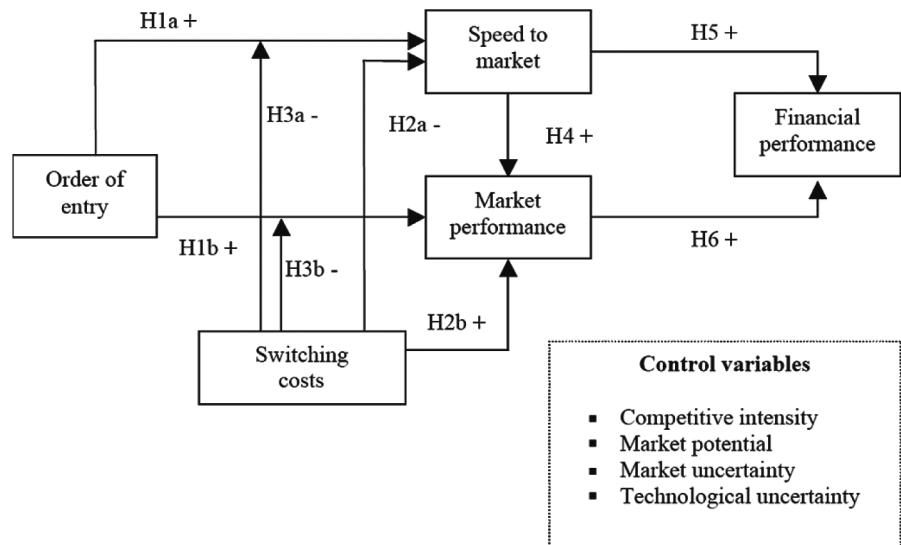 H1a +
Speed to
market
H5 +
H3a -
H2a -
H4 +
Financial
performance
Order of
entry
Market
performance
H1b +
H3b -
H6 +
H2b +
Switching
costs
Control variables
▪ Competitive intensity
▪ Market potential
▪ Market uncertainty
▪ Technological uncertainty